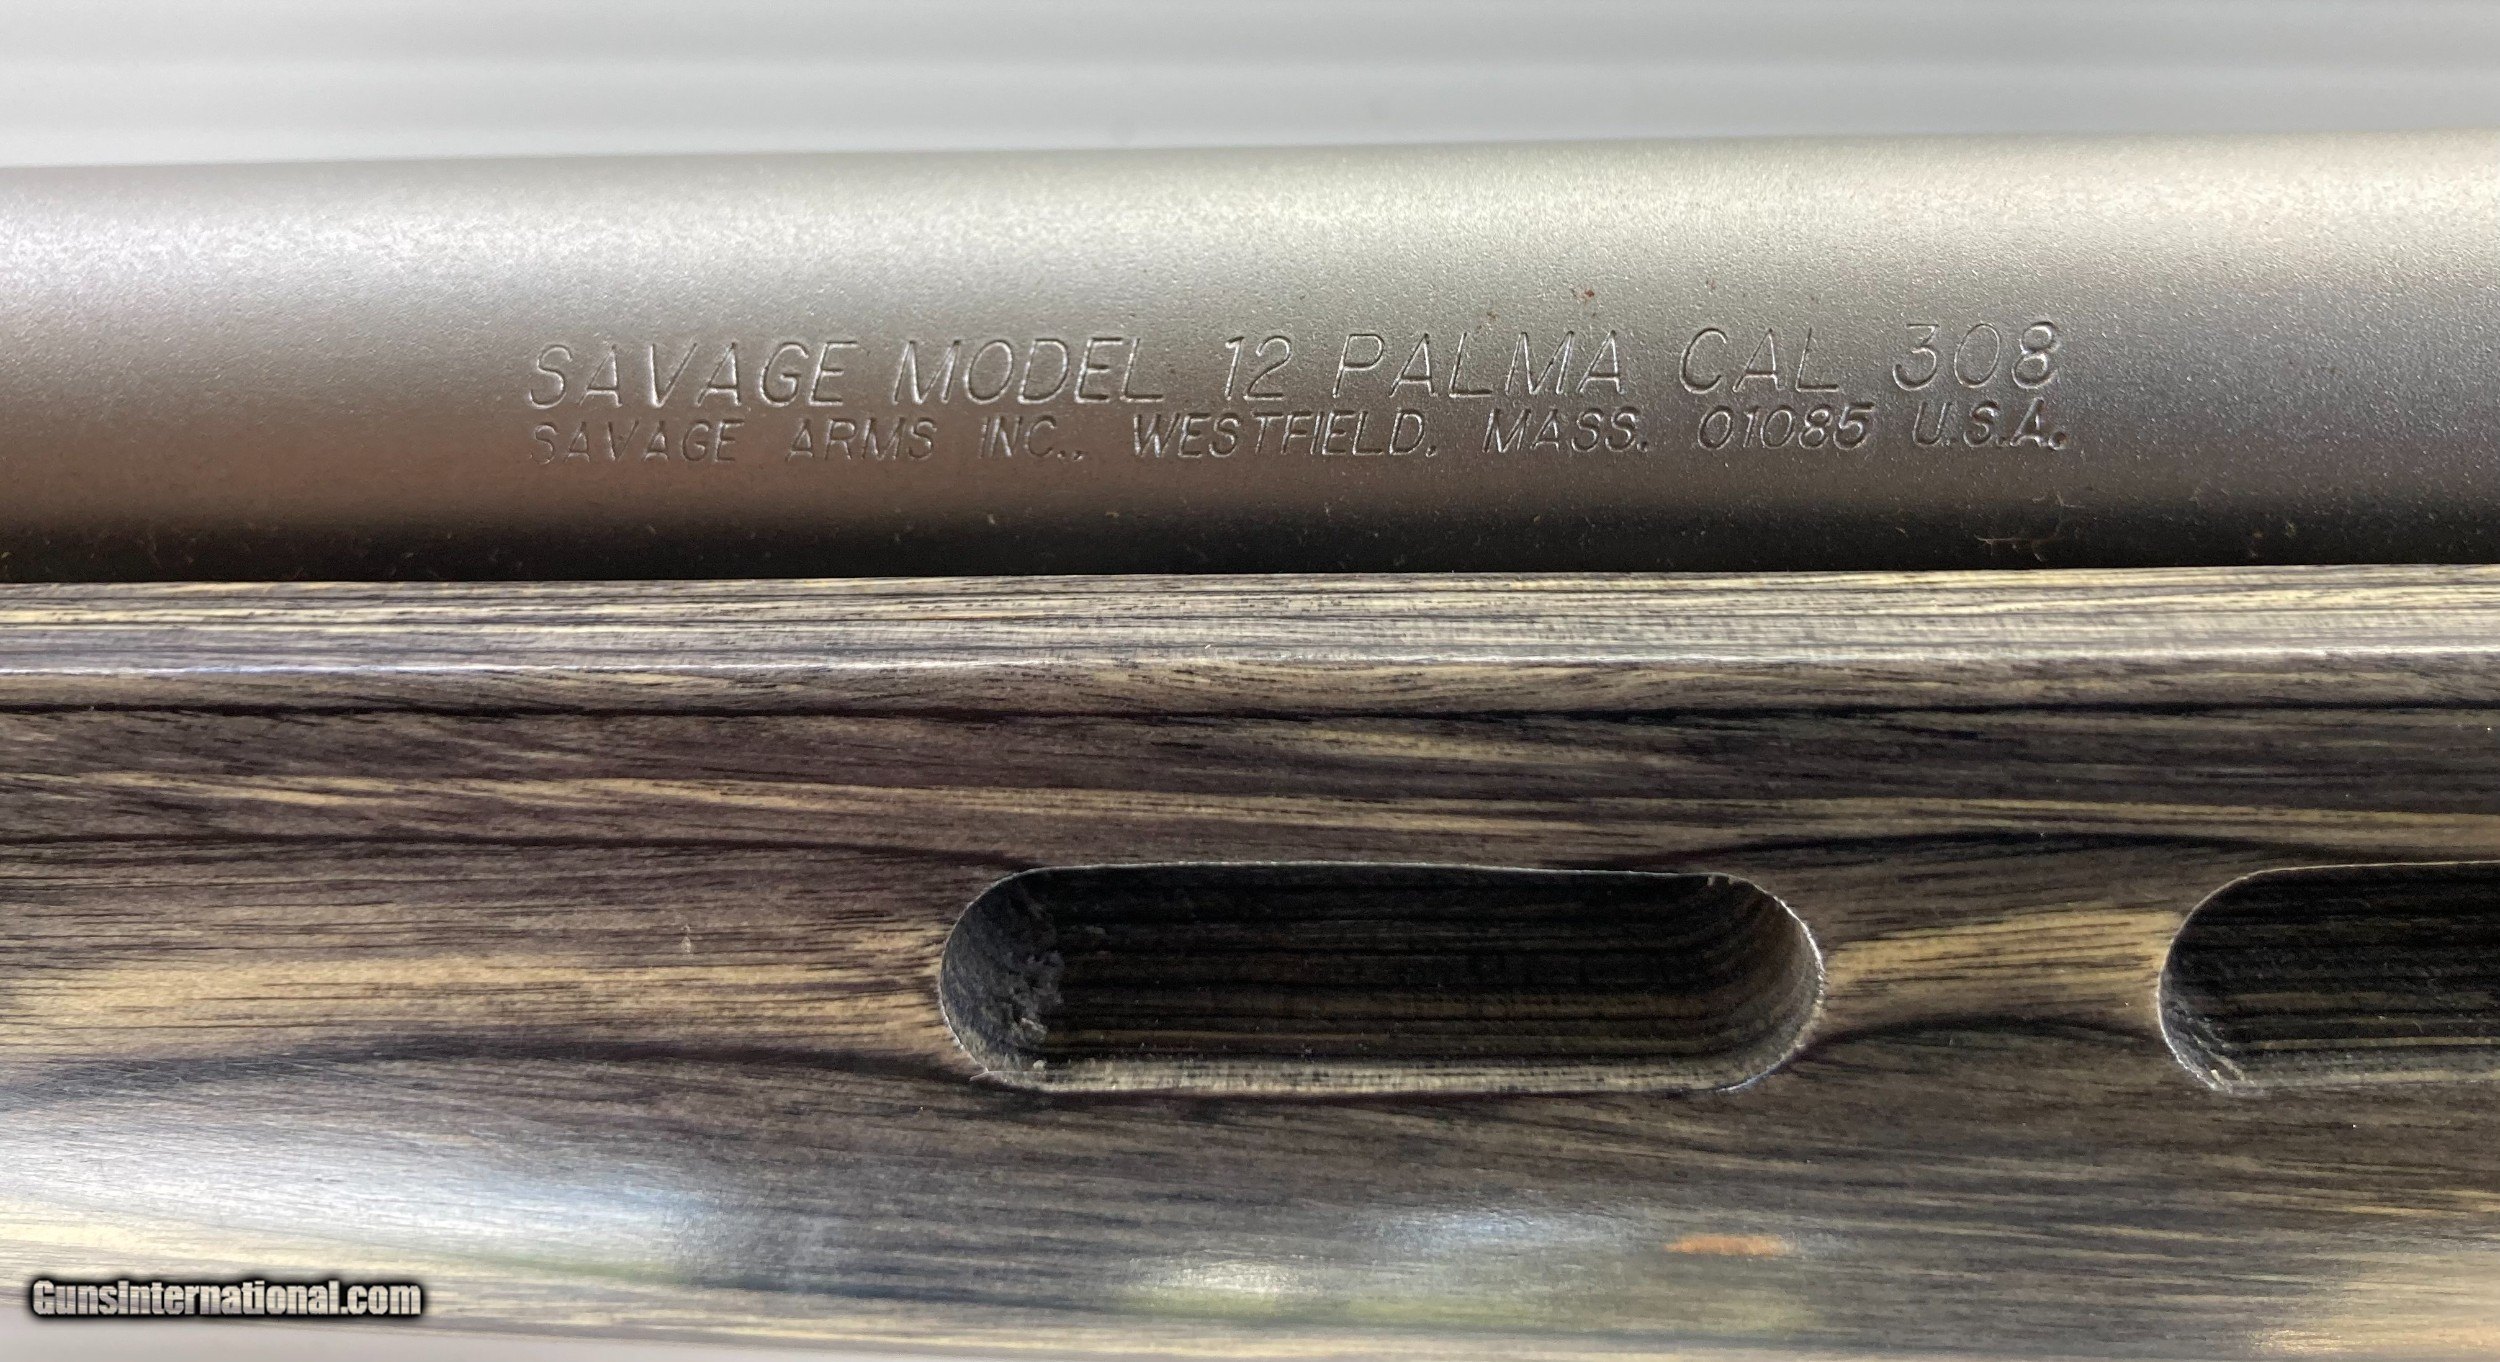 SAVAGE MODEL 12 PALMA CAL 308
SAVAGE ARMS INC., WESTFIELD, MASS. 01085 U.S.A.
GunsInternational.com